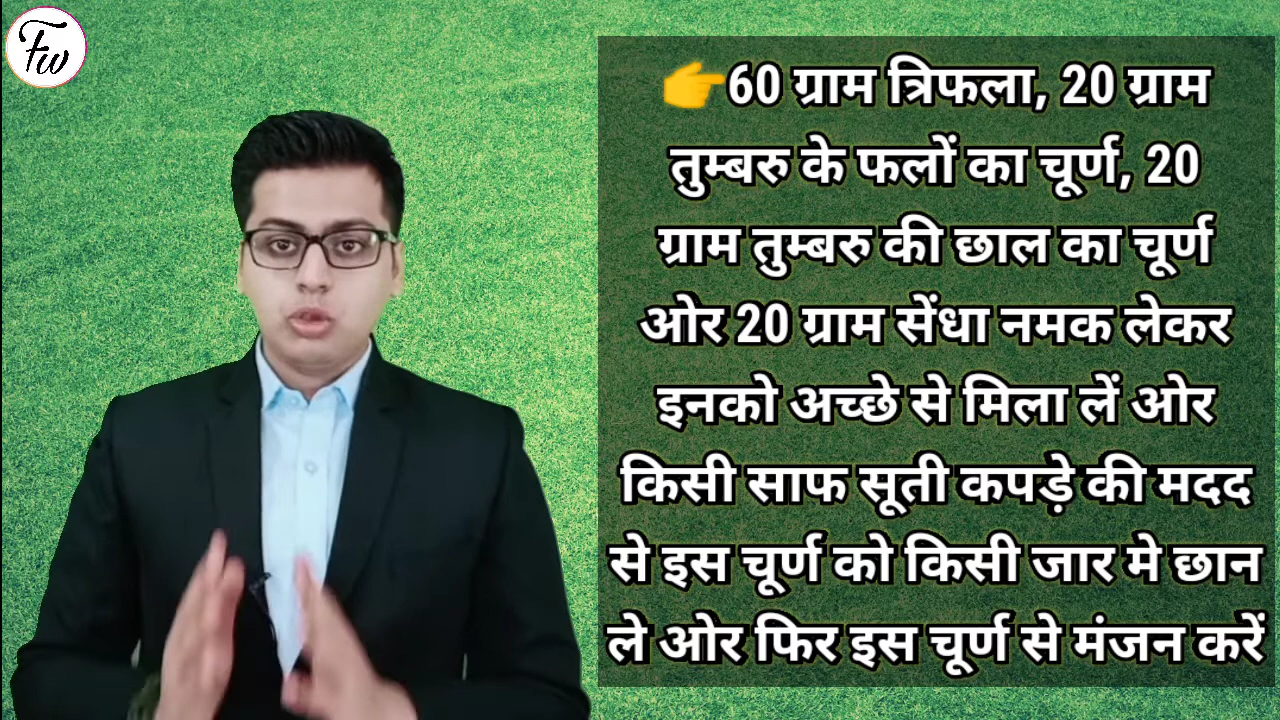 Fw
👉60 ग्राम त्रिफला, 20 ग्राम
तुम्बरु के फलों का चूर्ण, 20
ग्राम तुम्बरु की छाल का चूर्ण
ओर 20 ग्राम सेंधा नमक लेकर
इनको अच्छे से मिला लें ओर
किसी साफ सूती कपड़े की मदद
से इस चूर्ण को किसी जार मे छान
ले ओर फिर इस चूर्ण से मंजन करें